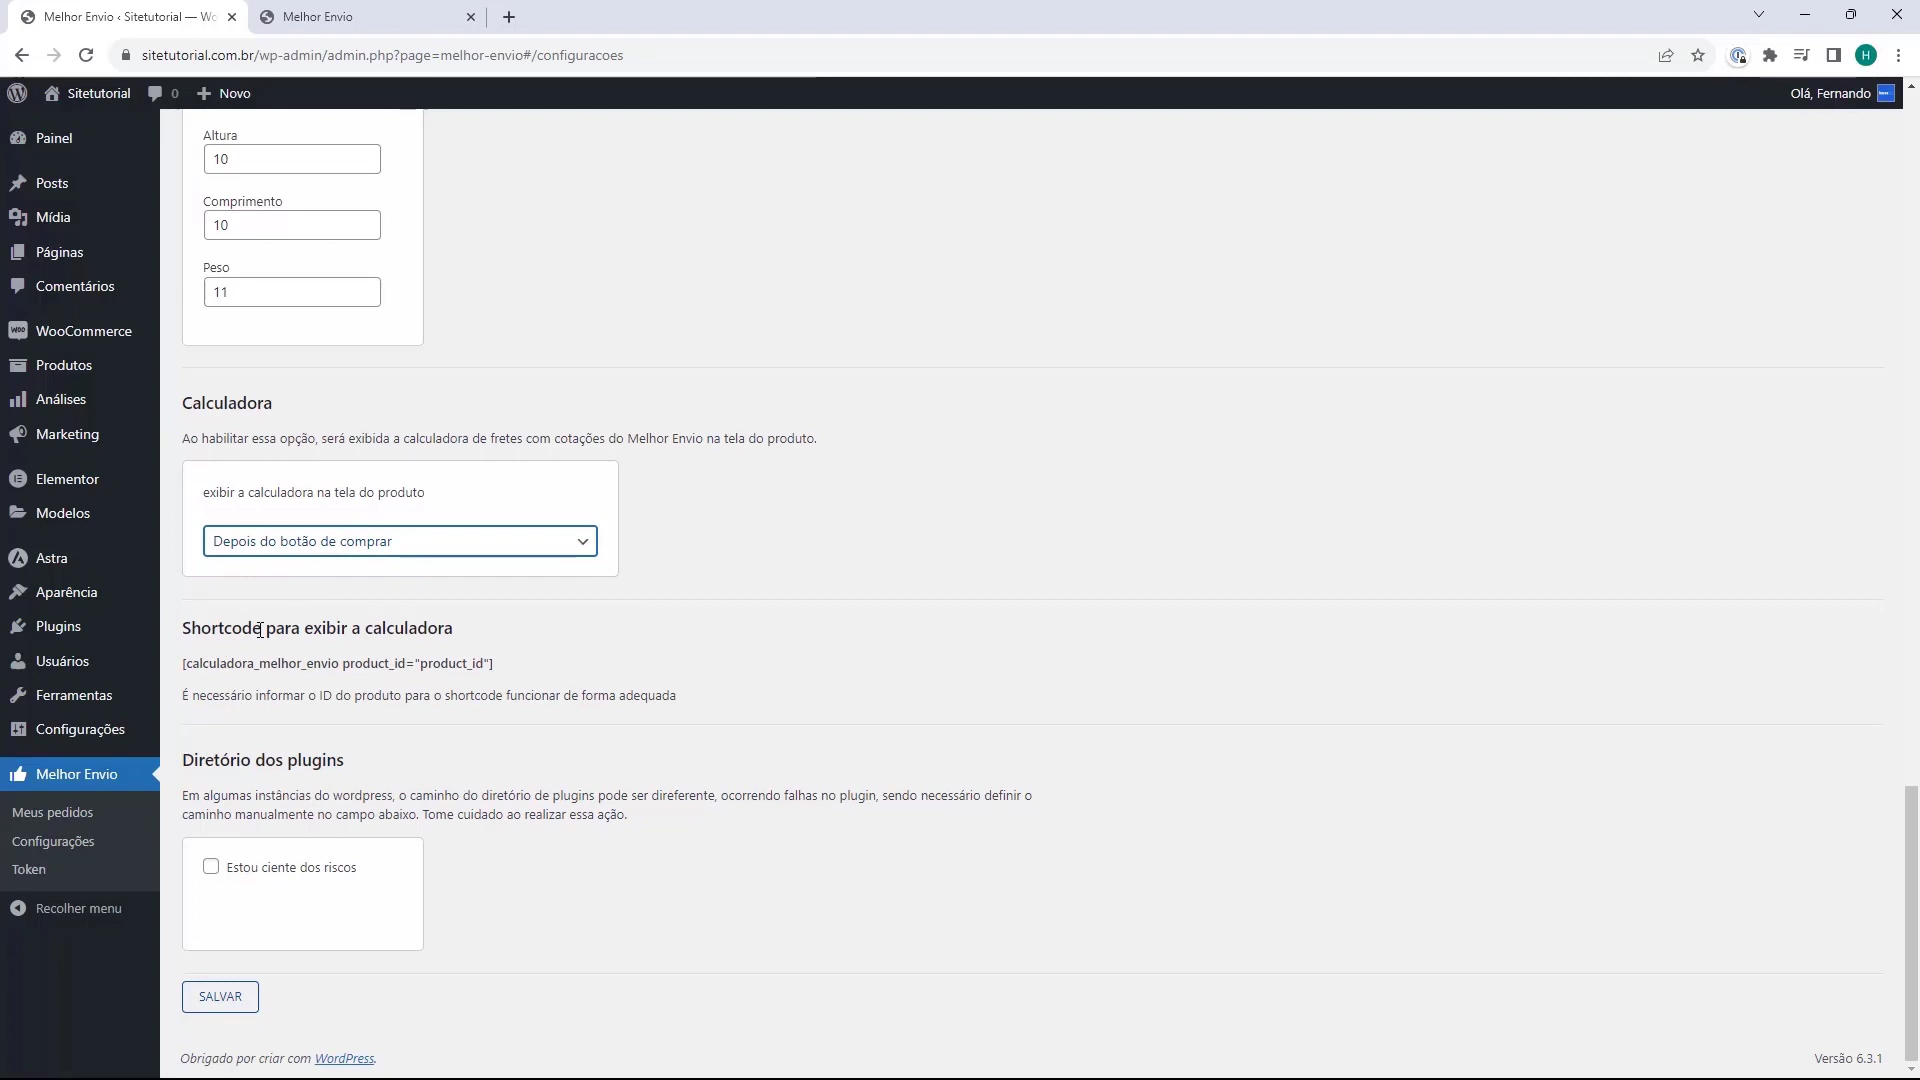 Melhor Envio ‹ Sitetutorial — Wo
Melhor Envio
sitetutorial.com.br/wp-admin/admin.php?page=melhor-envio#/configuracoes
H
Sitetutorial
0
Novo
Olá, Fernando
Painel
Posts
Mídia
Páginas
Comentários
WooCommerce
Produtos
Análises
Marketing
Elementor
Modelos
Astra
Aparência
Plugins
Usuários
Ferramentas
Configurações
Melhor Envio
Meus pedidos
Configurações
Token
Recolher menu
Altura
10
Comprimento
10
Peso
11
Calculadora
Ao habilitar essa opção, será exibida a calculadora de fretes com cotações do Melhor Envio na tela do produto.
exibir a calculadora na tela do produto
Depois do botão de comprar
Shortcode para exibir a calculadora
[calculadora_melhor_envio product_id="product_id"]
É necessário informar o ID do produto para o shortcode funcionar de forma adequada
Diretório dos plugins
Em algumas instâncias do wordpress, o caminho do diretório de plugins pode ser direferente, ocorrendo falhas no plugin, sendo necessário definir o
caminho manualmente no campo abaixo. Tome cuidado ao realizar essa ação.
Estou ciente dos riscos
SALVAR
Obrigado por criar com WordPress.
Versão 6.3.1